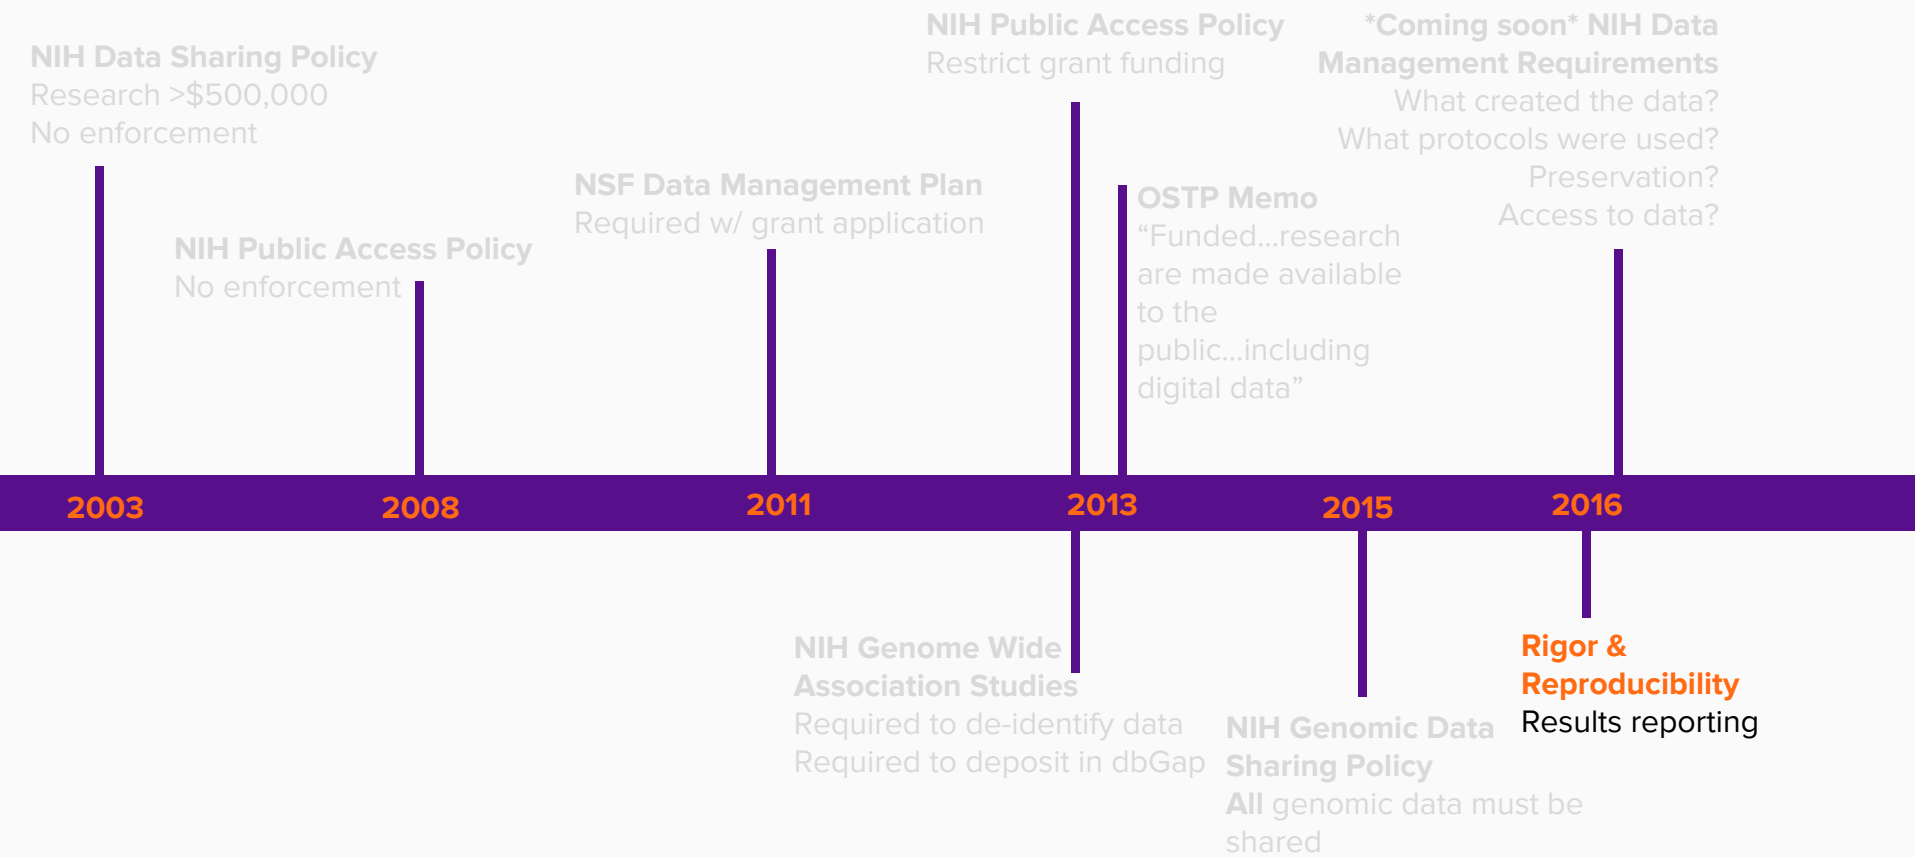 NIH Data Sharing Policy
Research >$500,000
No enforcement
NIH Public Access Policy
No enforcement
NSF Data Management Plan
Required w/ grant application
NIH Public Access Policy
Restrict grant funding
OSTP Memo
“Funded...research
are made available
to the
public...including
digital data”
*Coming soon* NIH Data
Management Requirements
What created the data?
What protocols were used?
Preservation?
Access to data?
2003
2008
2011
2013
2015
2016
NIH Genome Wide
Association Studies
Required to de-identify data
Required to deposit in dbGap
NIH Genomic Data
Sharing Policy
All genomic data must be
shared
Rigor &
Reproducibility
Results reporting